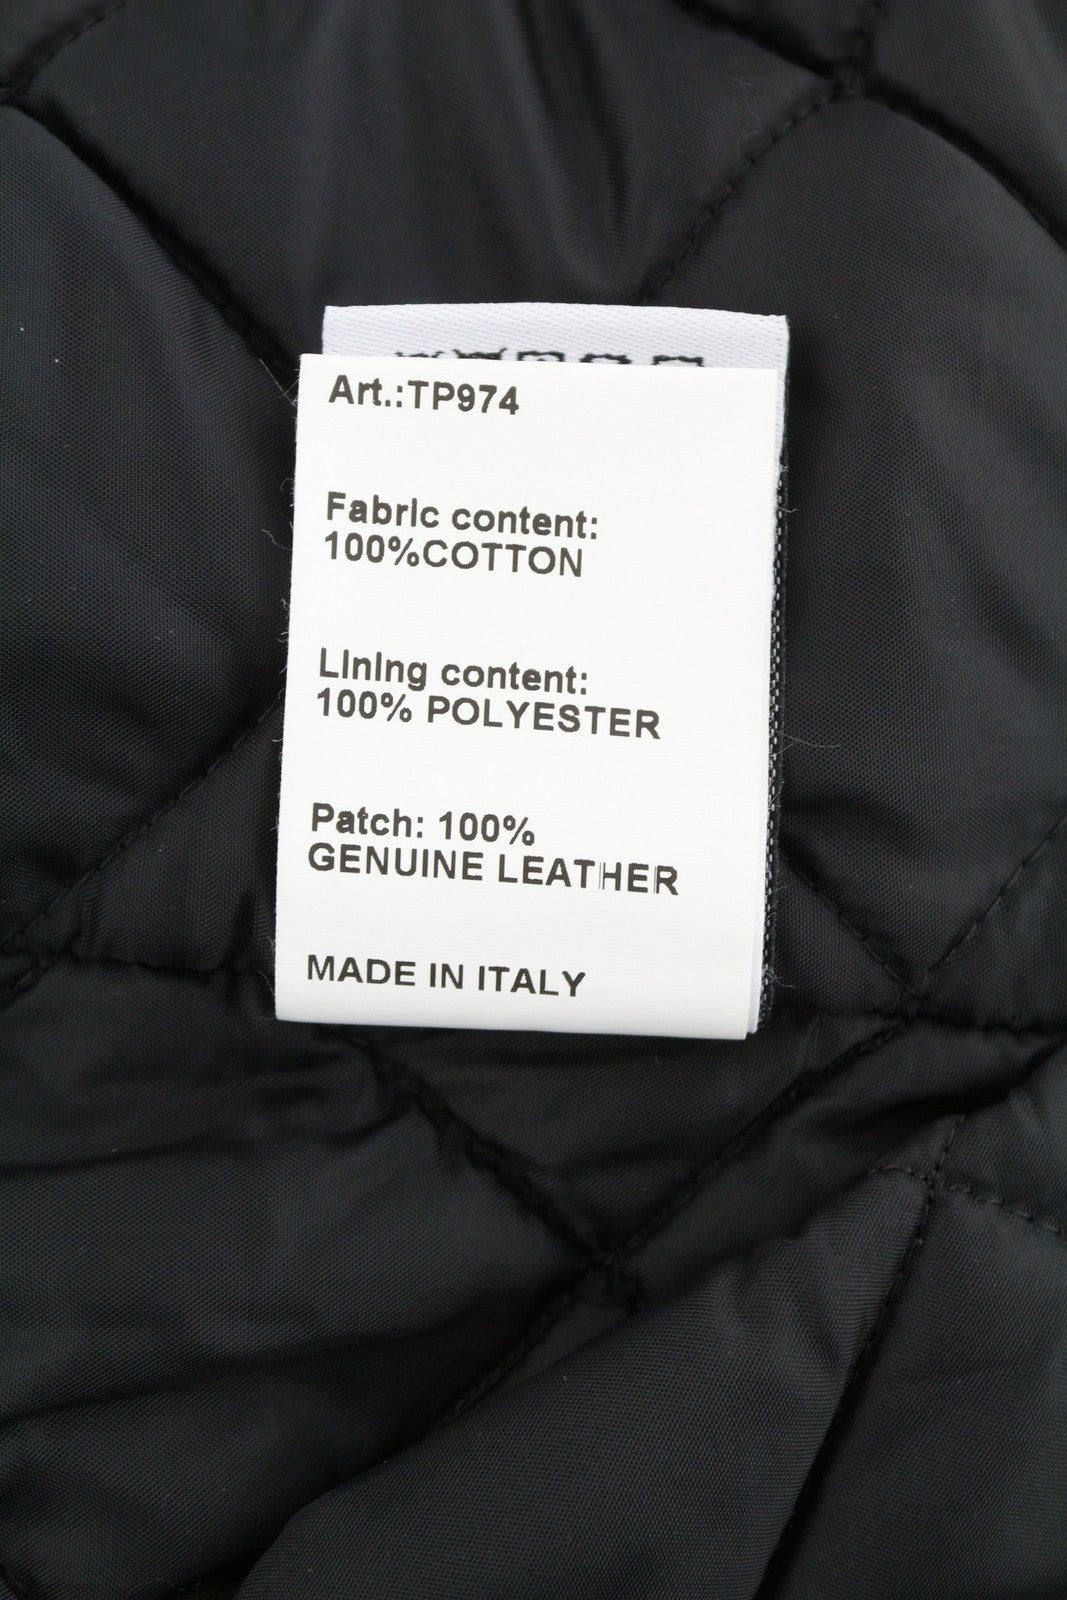 Art.:TP974
Fabric content:
100%COTTON
Lining content:
100% POLYESTER
Patch: 100%
GENUINE LEATHER
MADE IN ITALY